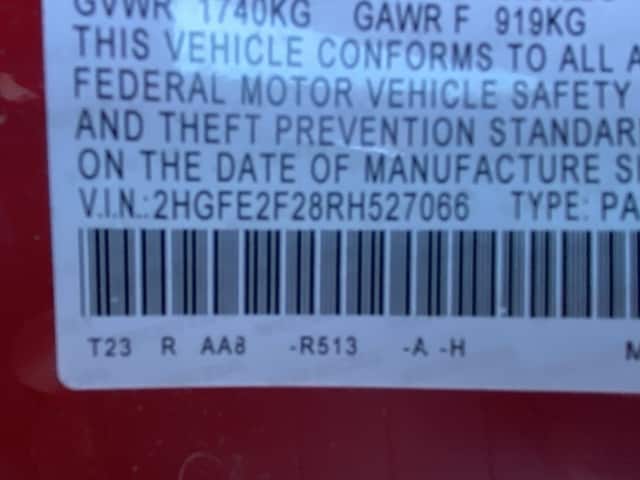 GVWR 1740KG GAWR F 919KG
THIS VEHICLE CONFORMS TO ALL A
FEDERAL MOTOR VEHICLE SAFETY
AND THEFT PREVENTION STANDAR
ON THE DATE OF MANUFACTURE S
V.I.N.:2HGFE2F28RH527066 TYPE: PA
T23 R AA8 -R513 -A -H M